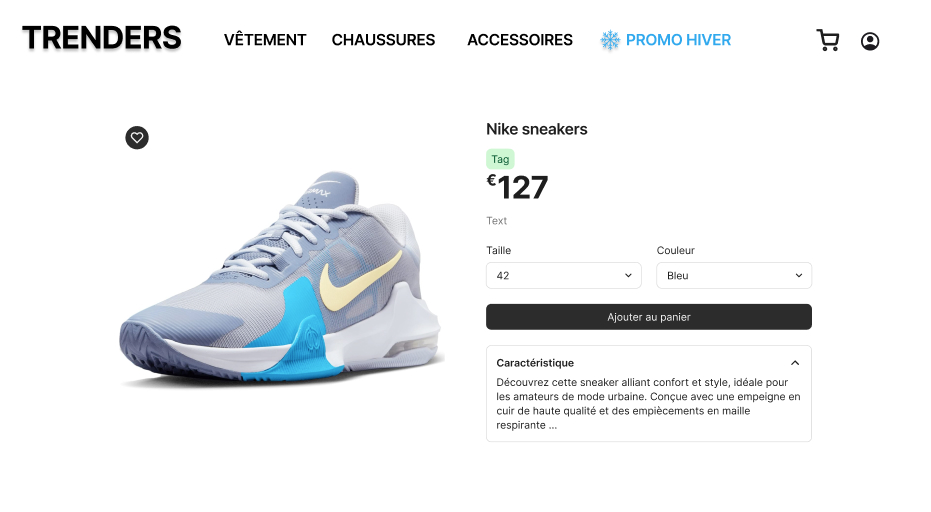 TRENDERS
VÊTEMENT CHAUSSURES ACCESSOIRES PROMO HIVER
Nike sneakers
Tag
€127
Text
Taille Couleur
42 Bleu
Ajouter au panier
Caractéristique
Découvrez cette sneaker alliant confort et style, idéale pour
les amateurs de mode urbaine. Conçue avec une empeigne en
cuir de haute qualité et des empiècements en maille
respirante ...